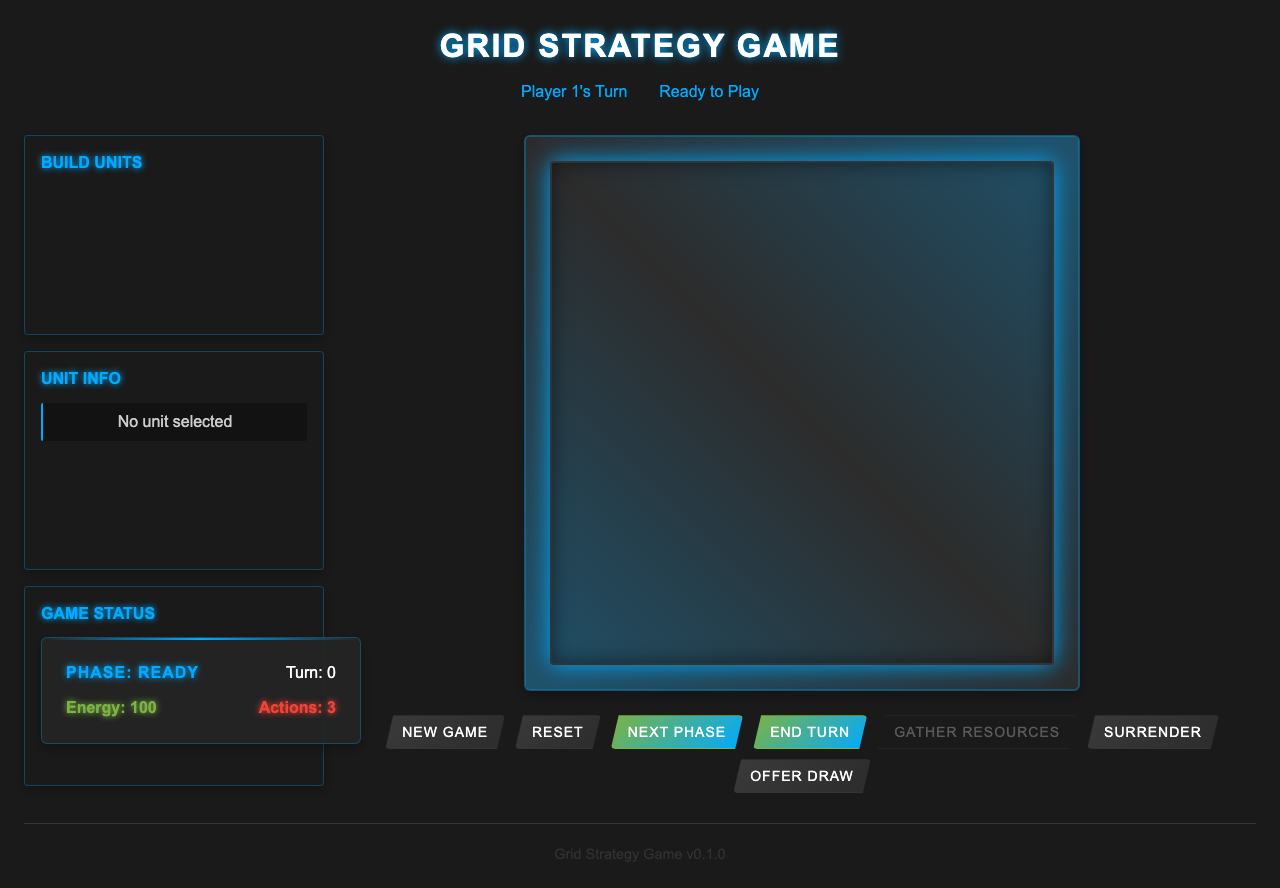 GRID STRATEGY GAME
Player 1's Turn Ready to Play
BUILD UNITS
UNIT INFO
No unit selected
GAME STATUS
PHASE: READY Turn: 0
Energy: 100 Actions: 3
NEW GAME RESET NEXT PHASE END TURN GATHER RESOURCES SURRENDER
OFFER DRAW
Grid Strategy Game v0.1.0